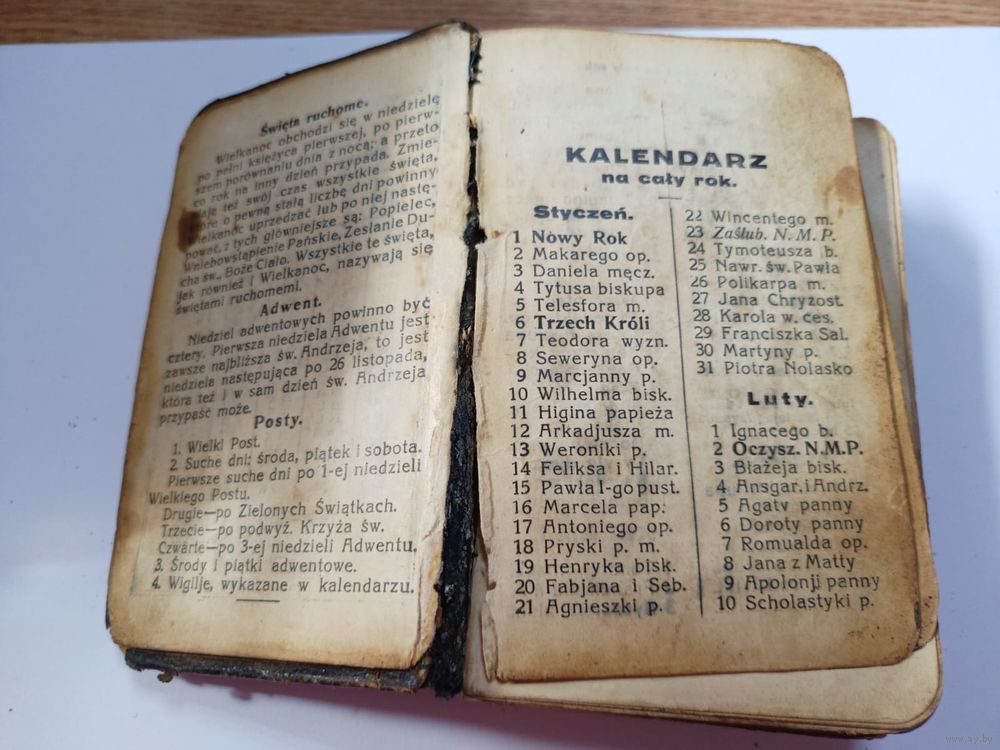 Święta ruchome.
Wielkanoc obchodzi się w niedzielę
po pełni księżyca pierwszej, po pierw-
szem porównaniu dnia z nocą; a przeto
co rok na inny dzień przypada. Zmie-
niają też swój czas wszystkie święta,
które o pewną stałą liczbę dni powinny
Wielkanoc uprzedzać lub po niej nastę-
pować, z tych główniejsze są: Popielec,
Wniebowstąpienie Pańskie, Zesłanie Du-
cha św., Boże Ciało. Wszystkie te święta,
jak również i Wielkanoc, nazywają się
świętami ruchomemi.
Adwent.
Niedziel adwentowych powinno być
cztery. Pierwsza niedziela Adwentu jest
zawsze najbliższa św. Andrzeja, to jest
niedziela następująca po 26 listopada,
która też i w sam dzień św. Andrzeja
przypaść może.
Posty.
1. Wielki Post.
2. Suche dni: środa, piątek i sobota.
Pierwsze suche dni po 1-ej niedzieli
Wielkiego Postu.
Drugie—po Zielonych Świątkach.
Trzecie—po podwyż. Krzyża św.
Czwarte—po 3-ej niedzieli Adwentu.
3. Środy i piątki adwentowe.
4. Wigilje, wykazane w kalendarzu.
KALENDARZ
na cały rok.
Styczeń.
1 Nowy Rok
2 Makarego op.
3 Daniela męcz.
4 Tytusa biskupa
5 Telesfora m.
6 Trzech Króli
7 Teodora wyzn.
8 Seweryna op.
9 Marcjanny p.
10 Wilhelma bisk.
11 Higina papieża
12 Arkadjusza m.
13 Weroniki p.
14 Feliksa i Hilar.
15 Pawła I-go pust.
16 Marcela pap.
17 Antoniego op.
18 Pryski p. m.
19 Henryka bisk.
20 Fabjana i Seb.
21 Agnieszki p.
22 Wincentego m.
23 Zaślub. N. M. P.
24 Tymoteusza b.
25 Nawr. św. Pawła
26 Polikarpa m.
27 Jana Chryzost.
28 Karola w. ces.
29 Franciszka Sal.
30 Martyny p.
31 Piotra Nolasko
Luty.
1 Ignacego b.
2 Oczysz. N.M.P.
3 Błażeja bisk.
4 Ansgar. i Andrz.
5 Agaty panny
6 Doroty panny
7 Romualda op.
8 Jana z Matty
9 Apolonji panny
10 Scholastyki p.
www.ay.by